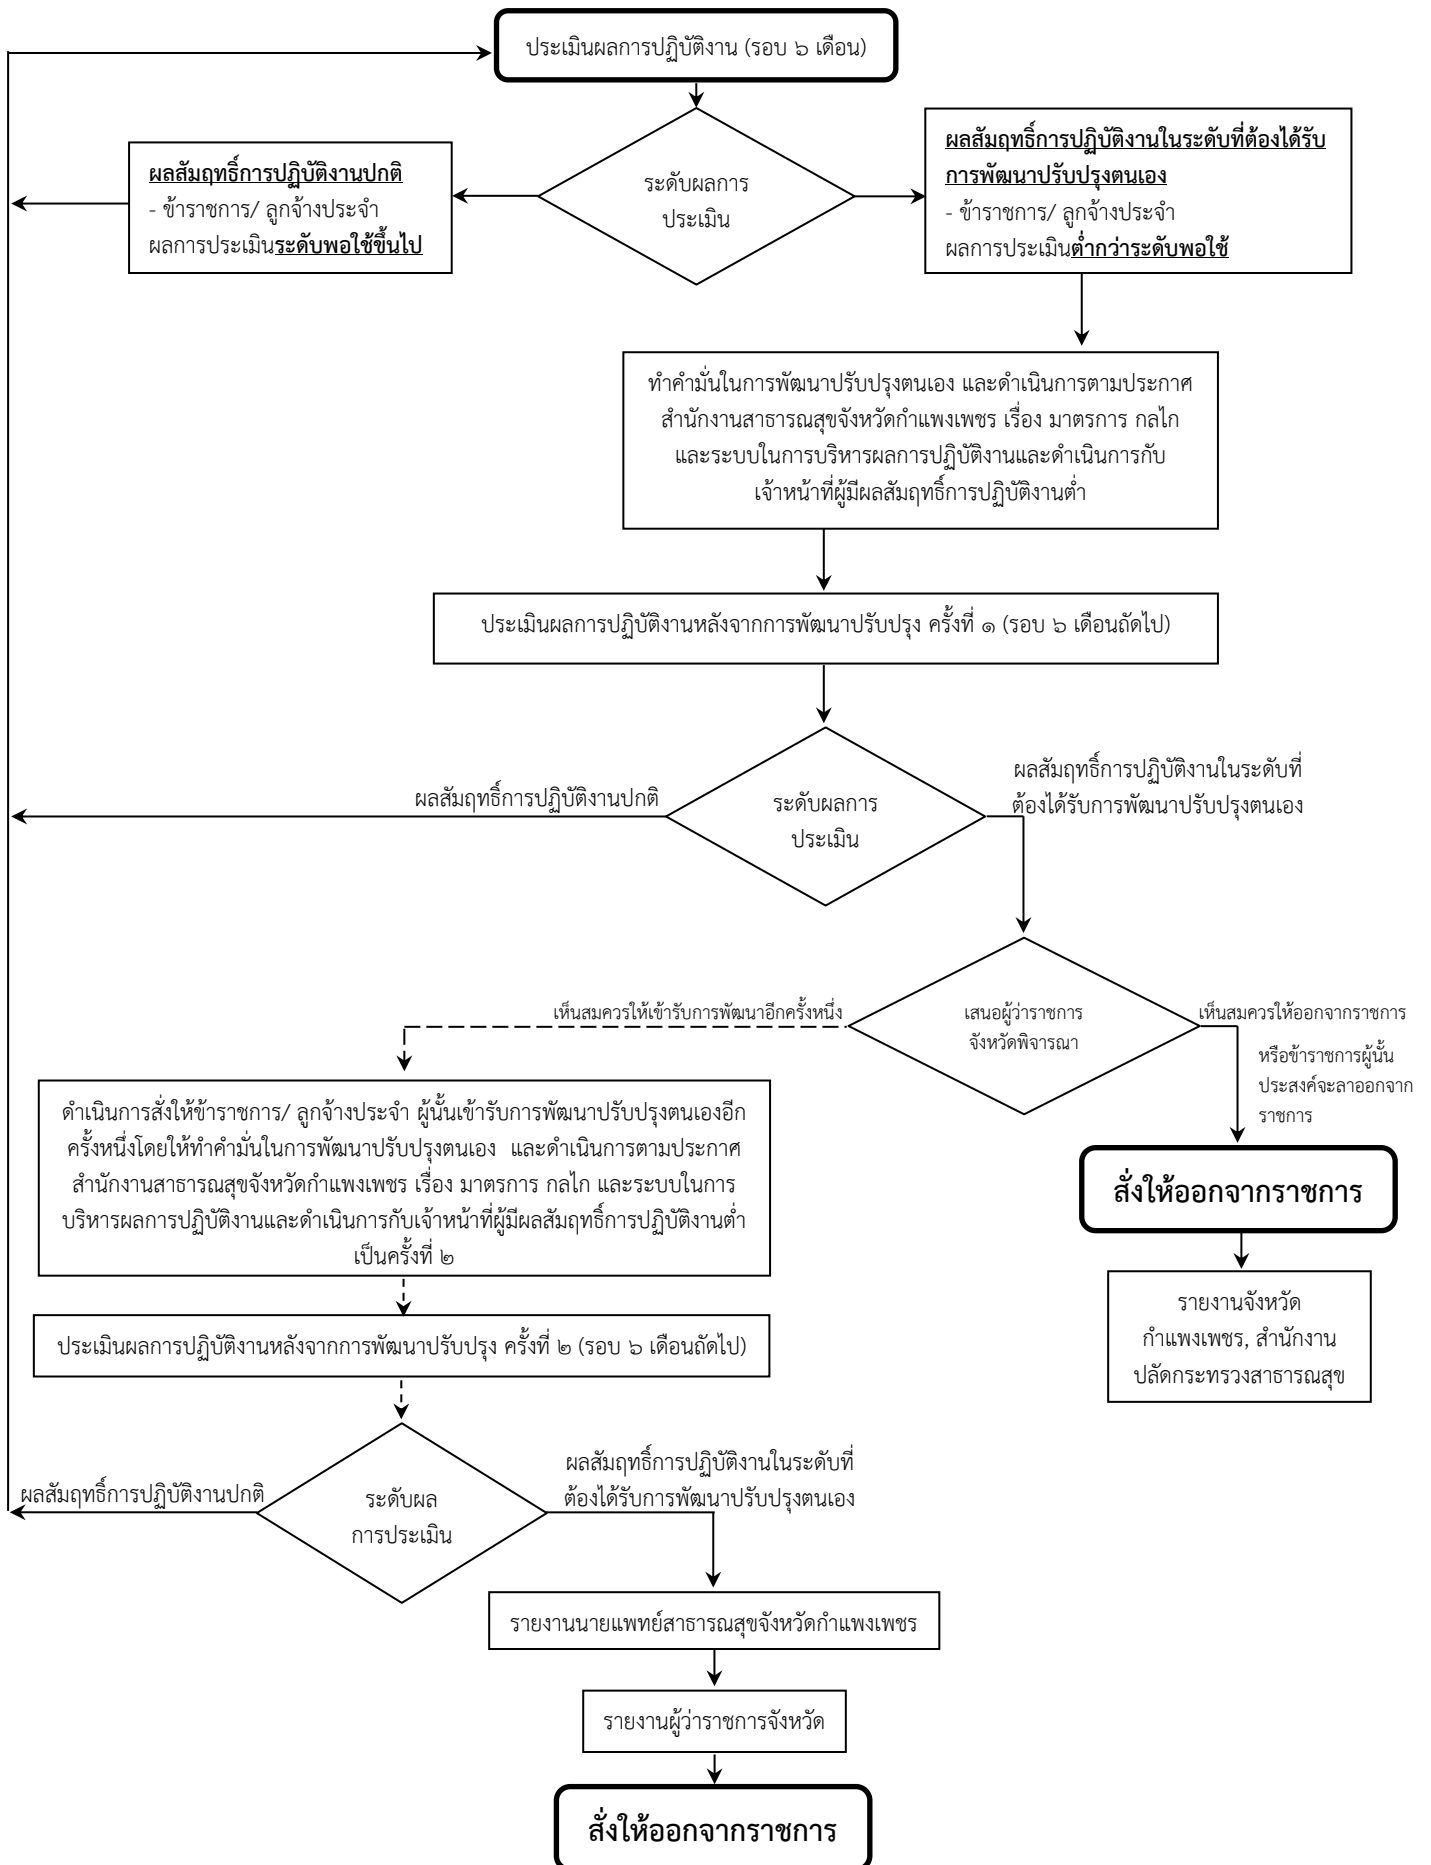 ประเมินผลการปฏิบัติงาน (รอบ ๖ เดือน)
ระดับผลการ
ประเมิน
ผลสัมฤทธิ์การปฏิบัติงานปกติ
- ข้าราชการ/ ลูกจ้างประจำ
ผลการประเมินระดับพอใช้ขึ้นไป
ผลสัมฤทธิ์การปฏิบัติงานในระดับที่ต้องได้รับ
การพัฒนาปรับปรุงตนเอง
- ข้าราชการ/ ลูกจ้างประจำ
ผลการประเมินต่ำกว่าระดับพอใช้
ทำคำมั่นในการพัฒนาปรับปรุงตนเอง และดำเนินการตามประกาศ
สำนักงานสาธารณสุขจังหวัดกำแพงเพชร เรื่อง มาตรการ กลไก
และระบบในการบริหารผลการปฏิบัติงานและดำเนินการกับ
เจ้าหน้าที่ผู้มีผลสัมฤทธิ์การปฏิบัติงานต่ำ
ประเมินผลการปฏิบัติงานหลังจากการพัฒนาปรับปรุง ครั้งที่ ๑ (รอบ ๖ เดือนถัดไป)
ผลสัมฤทธิ์การปฏิบัติงานปกติ
ระดับผลการ
ประเมิน
ผลสัมฤทธิ์การปฏิบัติงานในระดับที่
ต้องได้รับการพัฒนาปรับปรุงตนเอง
เห็นสมควรให้เข้ารับการพัฒนาอีกครั้งหนึ่ง
เสนอผู้ว่าราชการ
จังหวัดพิจารณา
เห็นสมควรให้ออกจากราชการ
หรือข้าราชการผู้นั้น
ประสงค์จะลาออกจาก
ราชการ
ดำเนินการสั่งให้ข้าราชการ/ ลูกจ้างประจำ ผู้นั้นเข้ารับการพัฒนาปรับปรุงตนเองอีก
ครั้งหนึ่งโดยให้ทำคำมั่นในการพัฒนาปรับปรุงตนเอง และดำเนินการตามประกาศ
สำนักงานสาธารณสุขจังหวัดกำแพงเพชร เรื่อง มาตรการ กลไก และระบบในการ
บริหารผลการปฏิบัติงานและดำเนินการกับเจ้าหน้าที่ผู้มีผลสัมฤทธิ์การปฏิบัติงานต่ำ
เป็นครั้งที่ ๒
สั่งให้ออกจากราชการ
รายงานจังหวัด
กำแพงเพชร, สำนักงาน
ปลัดกระทรวงสาธารณสุข
ประเมินผลการปฏิบัติงานหลังจากการพัฒนาปรับปรุง ครั้งที่ ๒ (รอบ ๖ เดือนถัดไป)
ผลสัมฤทธิ์การปฏิบัติงานปกติ
ระดับผล
การประเมิน
ผลสัมฤทธิ์การปฏิบัติงานในระดับที่
ต้องได้รับการพัฒนาปรับปรุงตนเอง
รายงานนายแพทย์สาธารณสุขจังหวัดกำแพงเพชร
รายงานผู้ว่าราชการจังหวัด
สั่งให้ออกจากราชการ